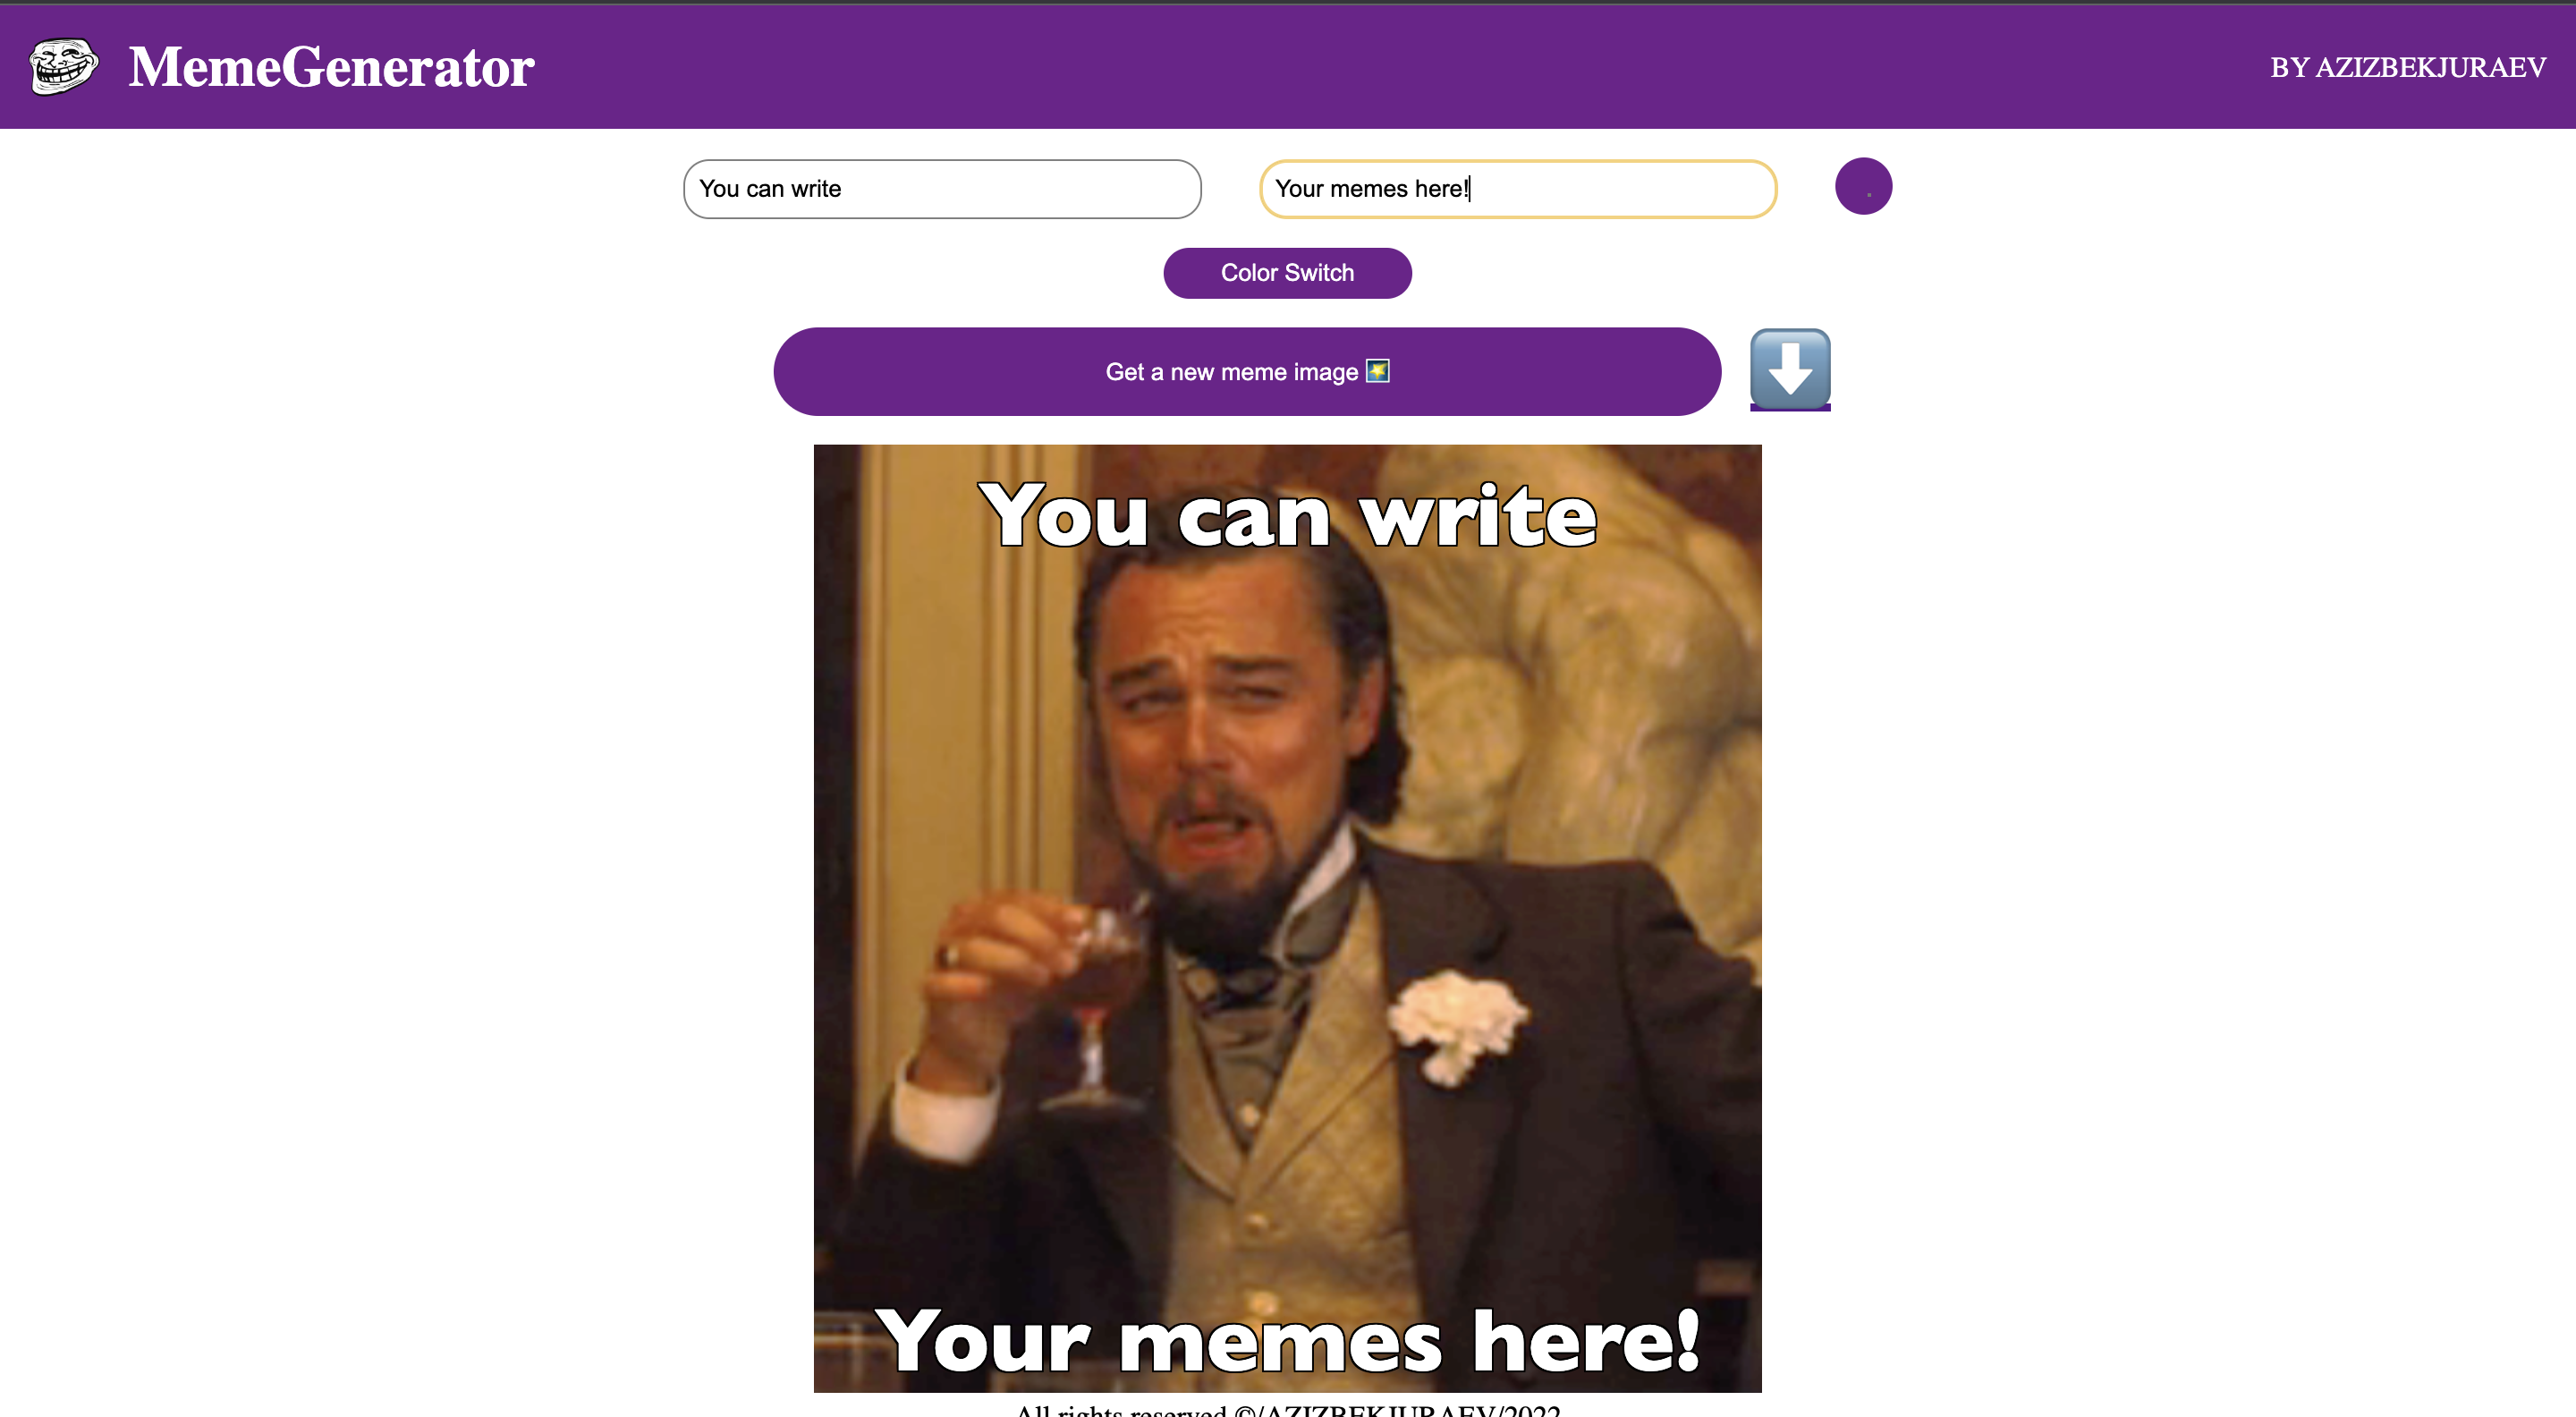 MemeGenerator
BY AZIZBEKJURAEV
You can write
Your memes here!
Color Switch
Get a new meme image
You can write
Your memes here!
All rights reserved ©/AZIZBEKJURAEV/2022